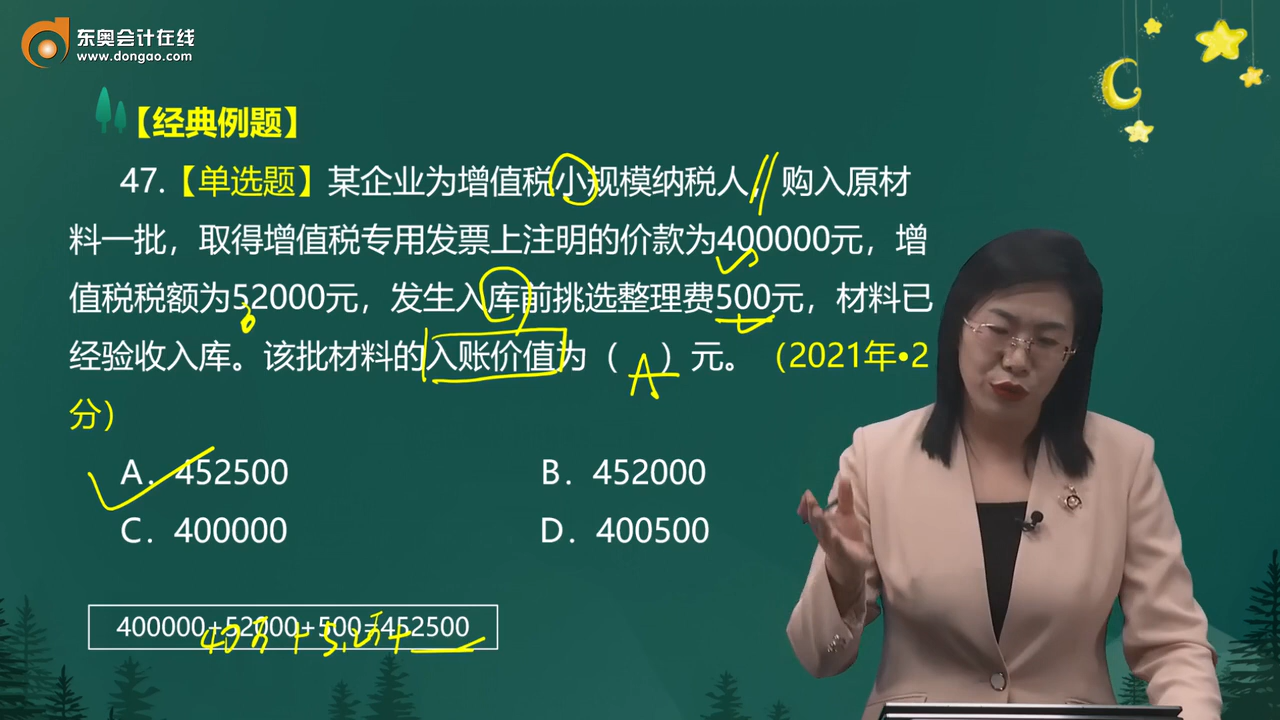 东奥会计在线
www.dongao.com
【经典例题】
47.【单选题】某企业为增值税小规模纳税人，购入原材
料一批，取得增值税专用发票上注明的价款为400000元，增
值税税额为52000元，发生入库前挑选整理费500元，材料已
经验收入库。该批材料的入账价值为（A）元。（2021年•2
分）
A．452500
B．452000
C．400000
D．400500
400000+52000+500=452500
40万+5.2万+